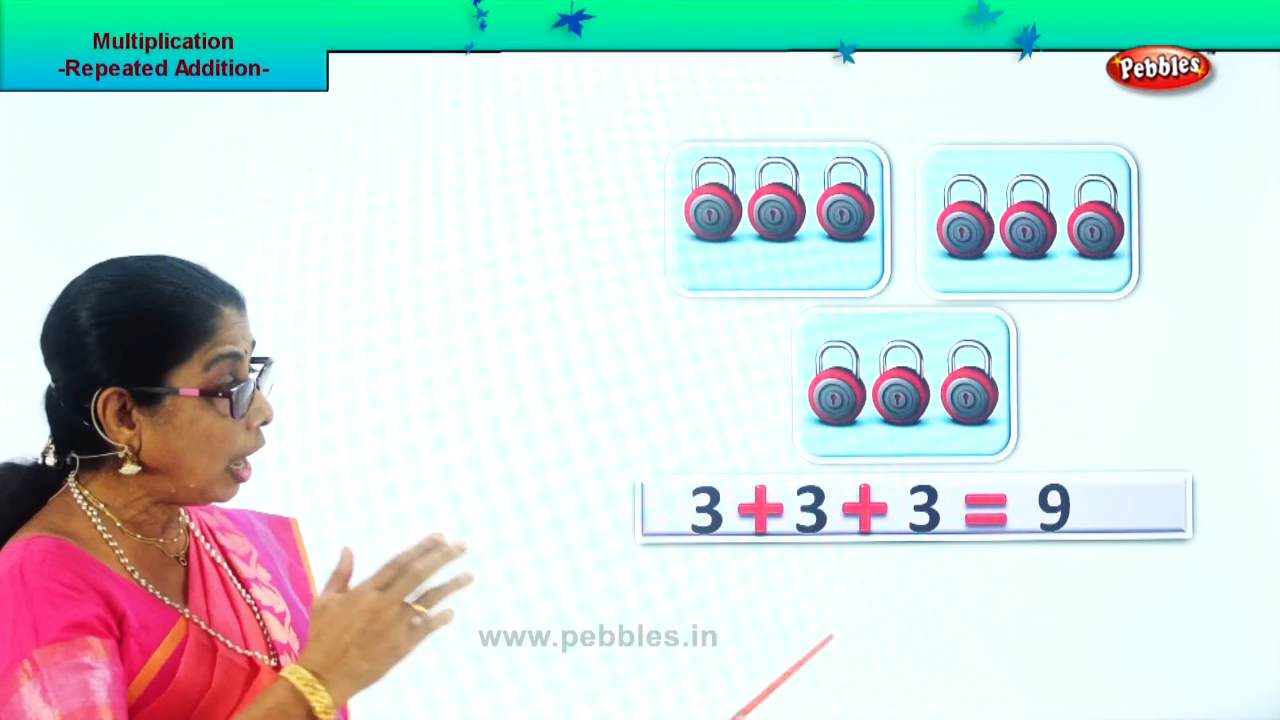 Multiplication
-Repeated Addition-
Pebbles
3 + 3 + 3 = 9
www.pebbles.in